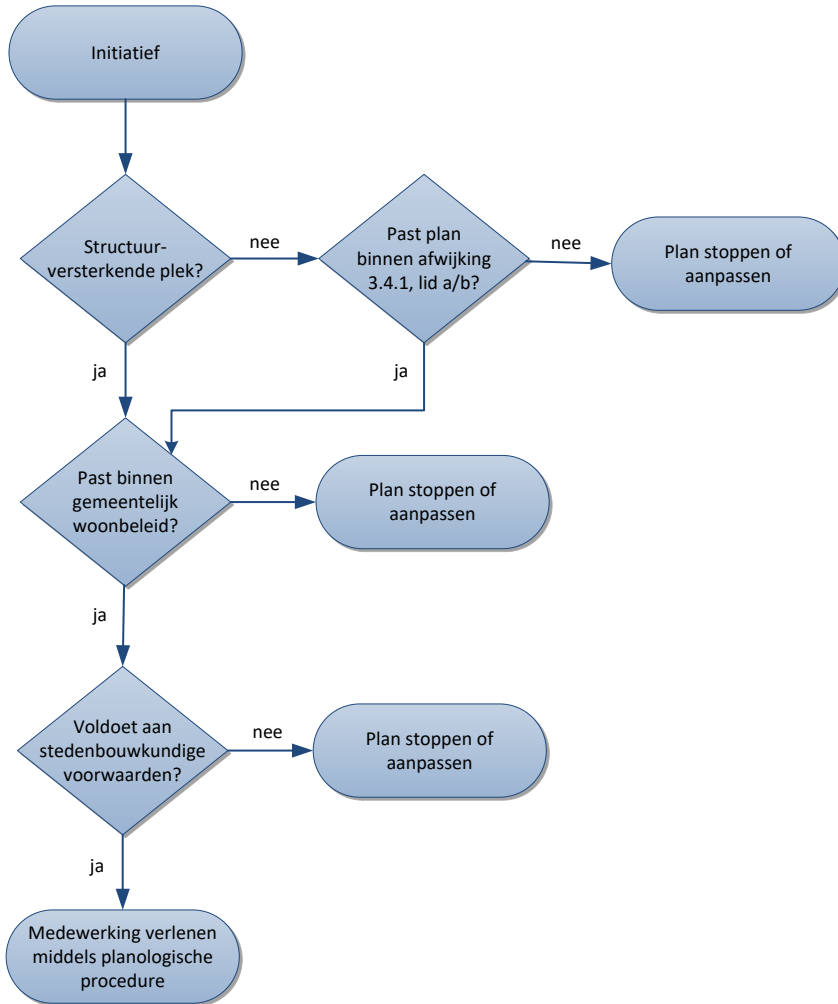 Initiatief
Structuur-
versterkende plek?
nee
Past plan
binnen afwijking
3.4.1, lid a/b?
nee
Plan stoppen of
aanpassen
ja
ja
Past binnen
gemeentelijk
woonbeleid?
nee
Plan stoppen of
aanpassen
ja
Voldoet aan
stedenbouwkundige
voorwaarden?
nee
Plan stoppen of
aanpassen
ja
Medewerking verlenen
middels planologische
procedure